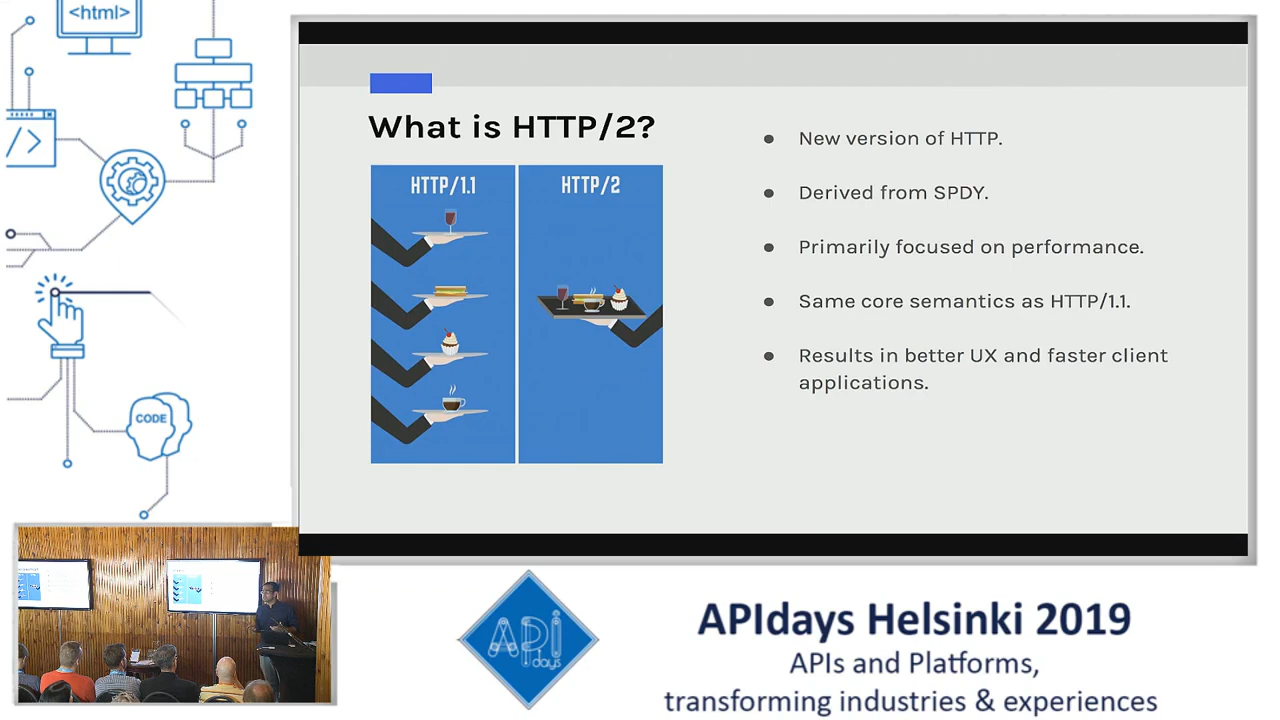 <html>
/>
CODE
What is HTTP/2?
HTTP/1.1
HTTP/2
New version of HTTP.
Derived from SPDY.
Primarily focused on performance.
Same core semantics as HTTP/1.1.
Results in better UX and faster client
applications.
API
days
APIdays Helsinki 2019
APIs and Platforms,
transforming industries & experiences